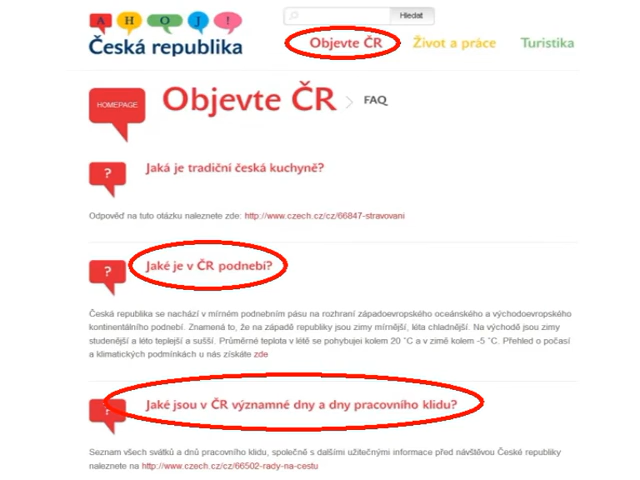 A H O J !
Česká republika
Hledat
Objevte ČR
Život a práce
Turistika
HOMEPAGE
Objevte ČR
FAQ
?
Jaká je tradiční česká kuchyně?
Odpověď na tuto otázku naleznete zde: http://www.czech.cz/cz/66847-stravovani
?
Jaké je v ČR podnebí?
Česká republika se nachází v mírném podnebním pásu na rozhraní západoevropského oceánského a východoevropského
kontinentálního podnebí. Znamená to, že na západě republiky jsou zimy mírnější, léta chladnější. Na východě jsou zimy
studenější a léto teplejší a sušší. Průměrné teplota v létě se pohybujei kolem 20 °C a v zimě kolem -5 °C. Přehled o počasí
a klimatických podmínkách u nás získáte zde
?
Jaké jsou v ČR významné dny a dny pracovního klidu?
Seznam všech svátků a dnů pracovního klidu, společně s dalšími užitečnými informace před návštěvou České republiky
naleznete na http://www.czech.cz/cz/66502-rady-na-cestu